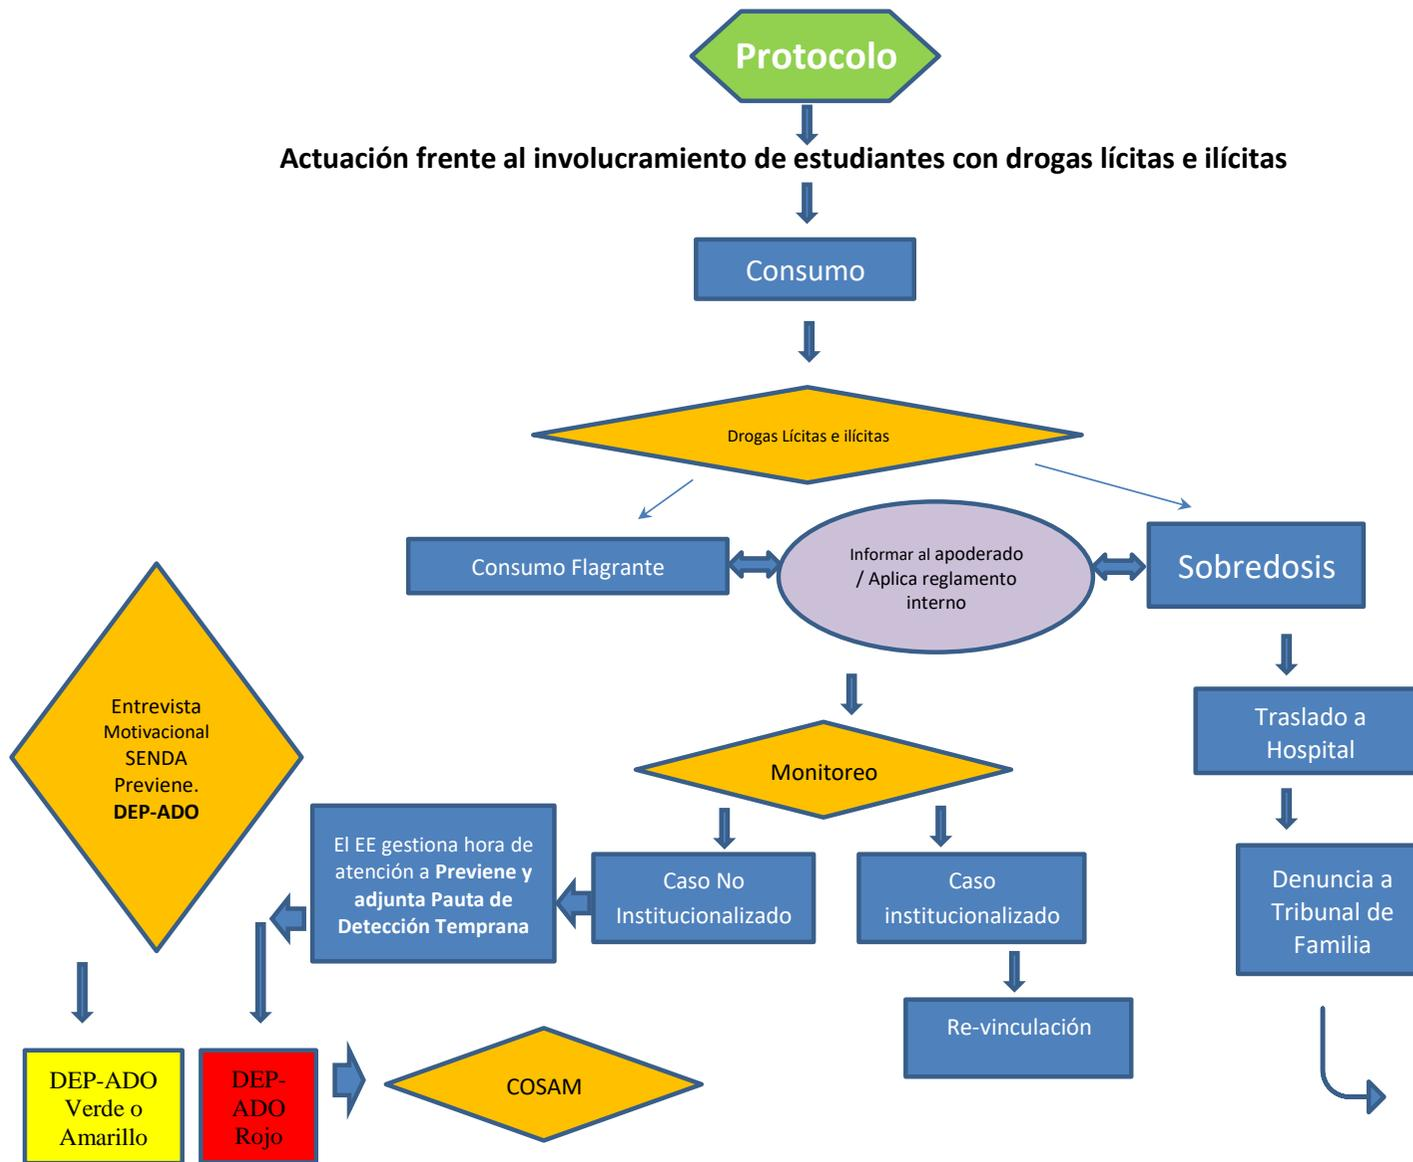 Protocolo
Actuación frente al involucramiento de estudiantes con drogas lícitas e ilícitas
Consumo
Drogas Lícitas e ilícitas
Consumo Flagrante
Informar al apoderado
/ Aplica reglamento
interno
Sobredosis
Entrevista
Motivacional
SENDA
Previene.
DEP-ADO
Monitoreo
Traslado a
Hospital
El EE gestiona hora de
atención a Previene y
adjunta Pauta de
Detección Temprana
Caso No
Institucionalizado
Caso
institucionalizado
Denuncia a
Tribunal de
Familia
Re-vinculación
DEP-ADO
Verde o
Amarillo
DEP-
ADO
Rojo
COSAM